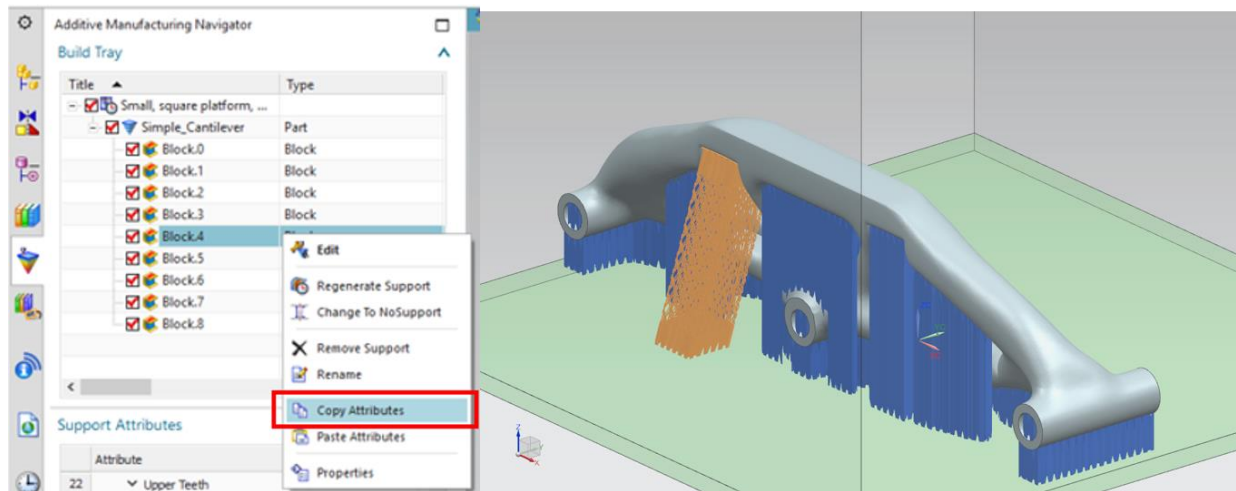 Additive Manufacturing Navigator
Build Tray
Title Type
Small, square platform, ...
Simple_Cantilever Part
Block.0 Block
Block.1 Block
Block.2 Block
Block.3 Block
Block.4
Block.5
Block.6
Block.7
Block.8
Edit
Regenerate Support
Change To NoSupport
Remove Support
Rename
Copy Attributes
Paste Attributes
Properties
Support Attributes
Attribute
22 Upper Teeth
Z
X